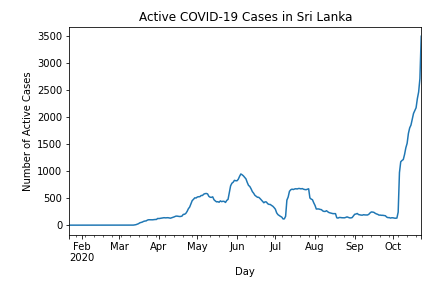 Active COVID-19 Cases in Sri Lanka
3500
3000
2500
2000
1500
1000
500
0
Number of Active Cases
Feb Mar Apr May Jun Jul Aug Sep Oct
2020
Day